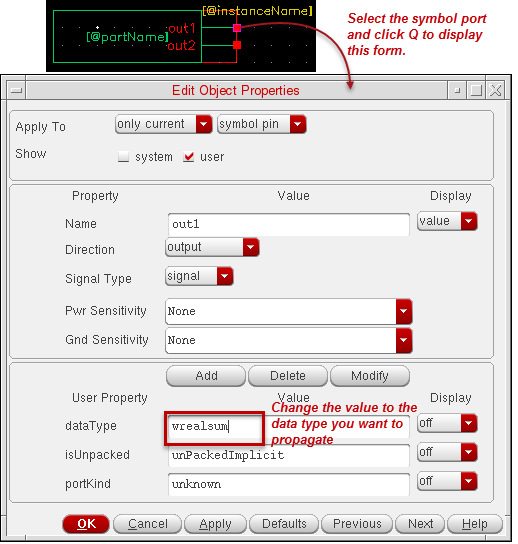 [@instanceName]
out1
[@partName]
out2
Select the symbol port
and click Q to display
this form.
Edit Object Properties
Apply To only current symbol pin
Show system user
Property Value Display
Name out1 value
Direction output
Signal Type signal
Pwr Sensitivity None
Gnd Sensitivity None
Add Delete Modify
User Property Value Display
Change the value to the
data type you want to
propagate
dataType wrealsum off
isUnpacked unPackedImplicit off
portKind unknown off
OK Cancel Apply Defaults Previous Next Help